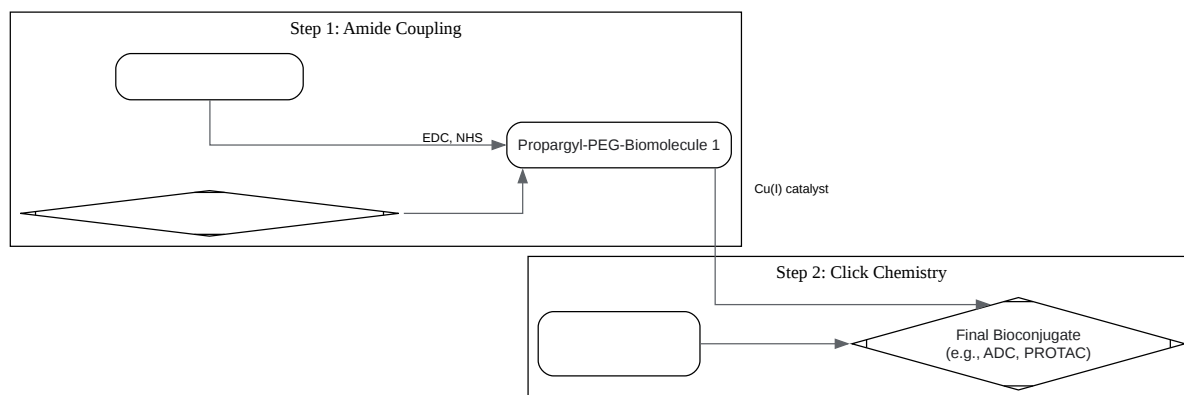 Step 1: Amide Coupling
EDC, NHS
Propargyl-PEG-Biomolecule 1
Cu(I) catalyst
Step 2: Click Chemistry
Final Bioconjugate
(e.g., ADC, PROTAC)